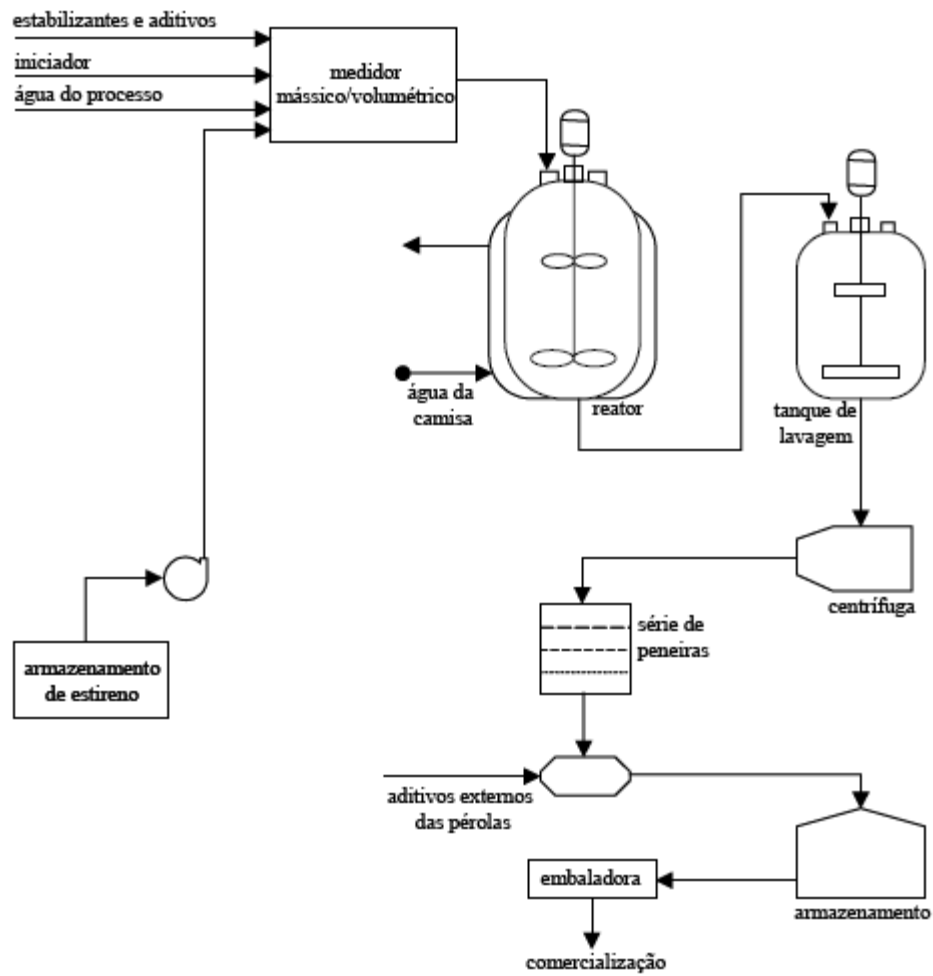 estabilizantes e aditivos
iniciador
água do processo
medidor
mássico/volumétrico
água da
camisa
reator
tanque de
lavagem
centrífuga
série de
peneiras
armazenamento
de estireno
aditivos externos
das pérolas
embaladora
armazenamento
comercialização